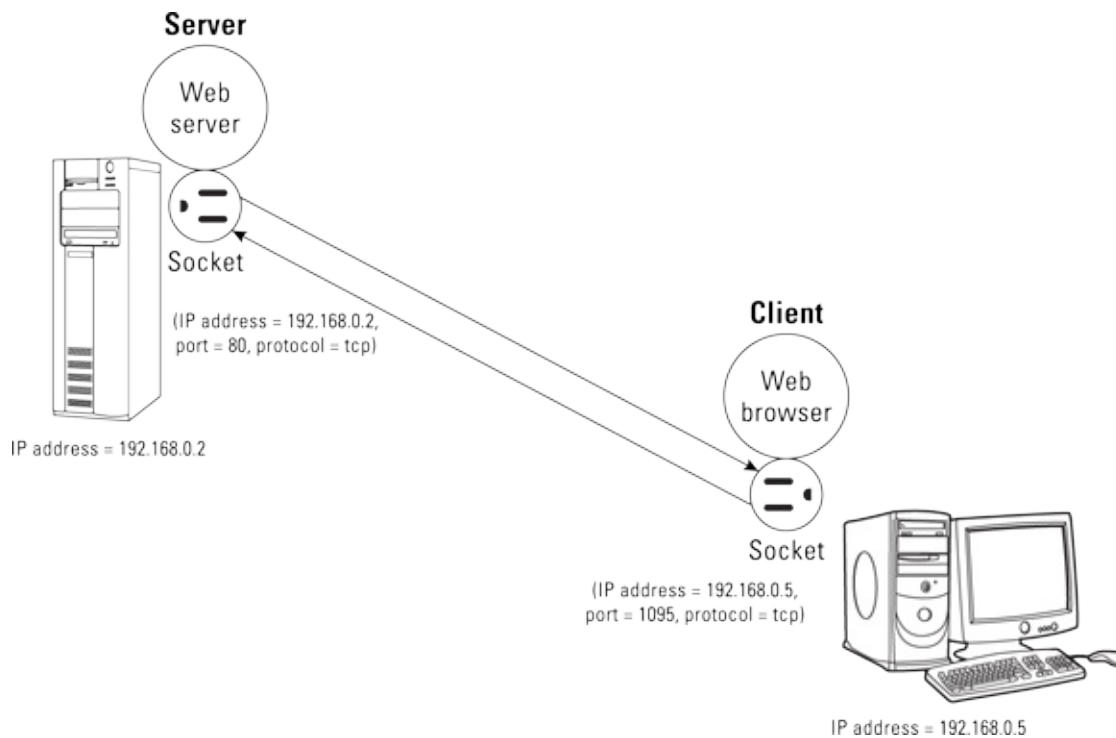 Server
Web
server
Socket
(IP address = 192.168.0.2,
port = 80, protocol = tcp)
IP address = 192.168.0.2
Client
Web
browser
Socket
(IP address = 192.168.0.5,
port = 1095, protocol = tcp)
IP address = 192.168.0.5